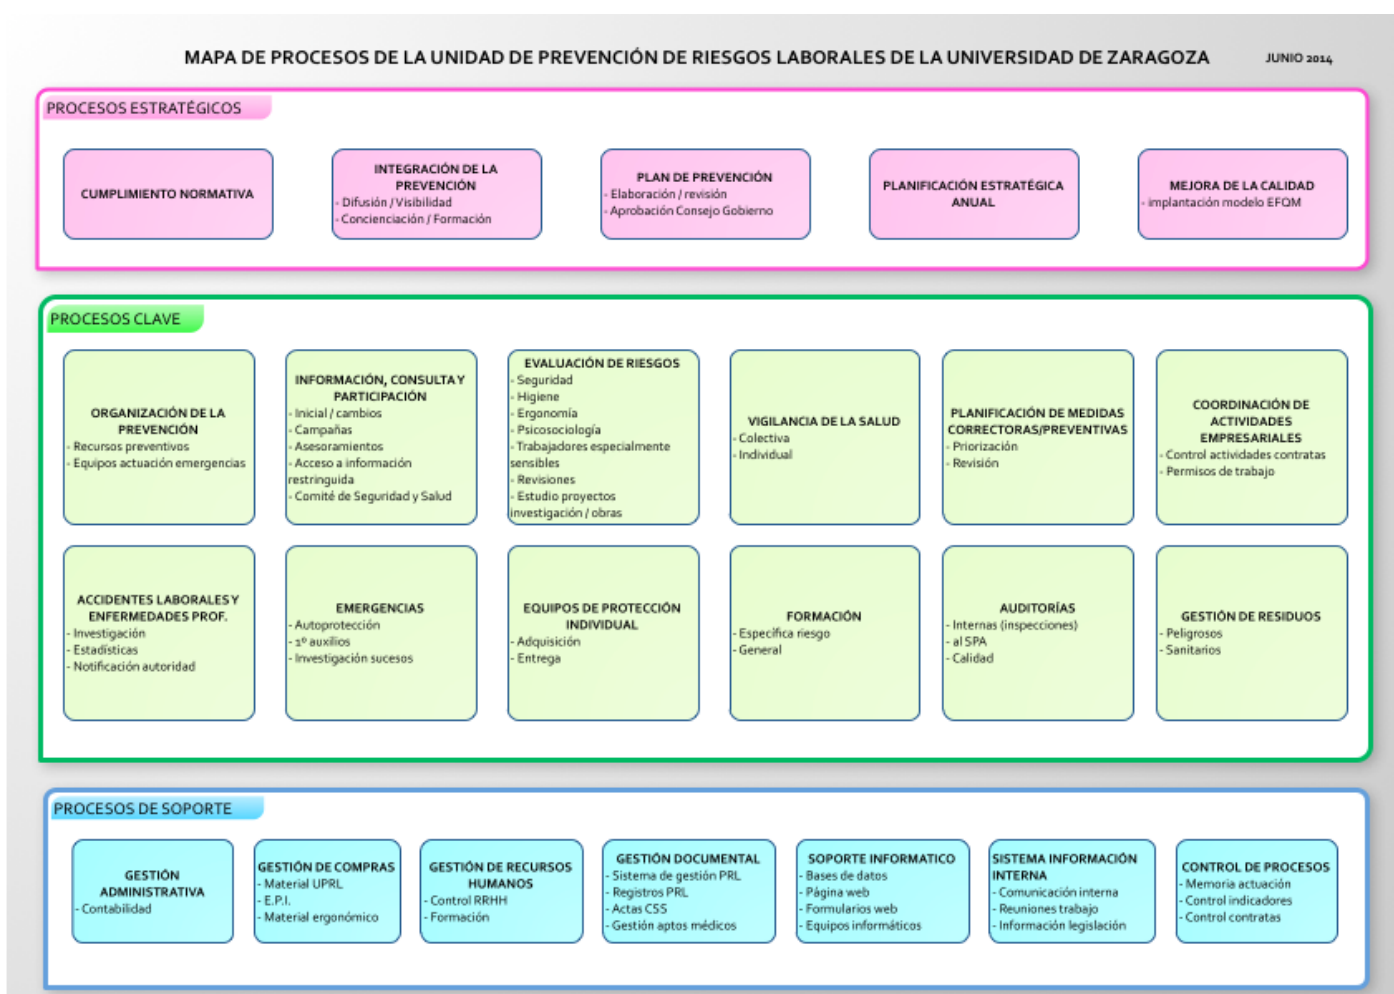 MAPA DE PROCESOS DE LA UNIDAD DE PREVENCIÓN DE RIESGOS LABORALES DE LA UNIVERSIDAD DE ZARAGOZA
JUNIO 2014
PROCESOS ESTRATÉGICOS
CUMPLIMIENTO NORMATIVA
INTEGRACIÓN DE LA
PREVENCIÓN
- Difusión / Visibilidad
- Concienciación / Formación
PLAN DE PREVENCIÓN
- Elaboración / revisión
- Aprobación Consejo Gobierno
PLANIFICACIÓN ESTRATÉGICA
ANUAL
MEJORA DE LA CALIDAD
- implantación modelo EFQM
PROCESOS CLAVE
ORGANIZACIÓN DE LA
PREVENCIÓN
- Recursos preventivos
- Equipos actuación emergencias
INFORMACIÓN, CONSULTA Y
PARTICIPACIÓN
- Inicial / cambios
- Campañas
- Asesoramientos
- Acceso a información
restringuida
- Comité de Seguridad y Salud
EVALUACIÓN DE RIESGOS
- Seguridad
- Higiene
- Ergonomía
- Psicosociología
- Trabajadores especialmente
sensibles
- Revisiones
- Estudio proyectos
investigación / obras
VIGILANCIA DE LA SALUD
- Colectiva
- Individual
PLANIFICACIÓN DE MEDIDAS
CORRECTORAS/PREVENTIVAS
- Priorización
- Revisión
COORDINACIÓN DE
ACTIVIDADES
EMPRESARIALES
- Control actividades contratas
- Permisos de trabajo
ACCIDENTES LABORALES Y
ENFERMEDADES PROF.
- Investigación
- Estadísticas
- Notificación autoridad
EMERGENCIAS
- Autoprotección
- 1º auxilios
- Investigación sucesos
EQUIPOS DE PROTECCIÓN
INDIVIDUAL
- Adquisición
- Entrega
FORMACIÓN
- Específica riesgo
- General
AUDITORÍAS
- Internas (inspecciones)
- al SPA
- Calidad
GESTIÓN DE RESIDUOS
- Peligrosos
- Sanitarios
PROCESOS DE SOPORTE
GESTIÓN
ADMINISTRATIVA
- Contabilidad
GESTIÓN DE COMPRAS
- Material UPRL
- E.P.I.
- Material ergonómico
GESTIÓN DE RECURSOS
HUMANOS
- Control RRHH
- Formación
GESTIÓN DOCUMENTAL
- Sistema de gestión PRL
- Registros PRL
- Actas CSS
- Gestión aptos médicos
SOPORTE INFORMATICO
- Bases de datos
- Página web
- Formularios web
- Equipos informáticos
SISTEMA INFORMACIÓN
INTERNA
- Comunicación interna
- Reuniones trabajo
- Información legislación
CONTROL DE PROCESOS
- Memoria actuación
- Control indicadores
- Control contratas